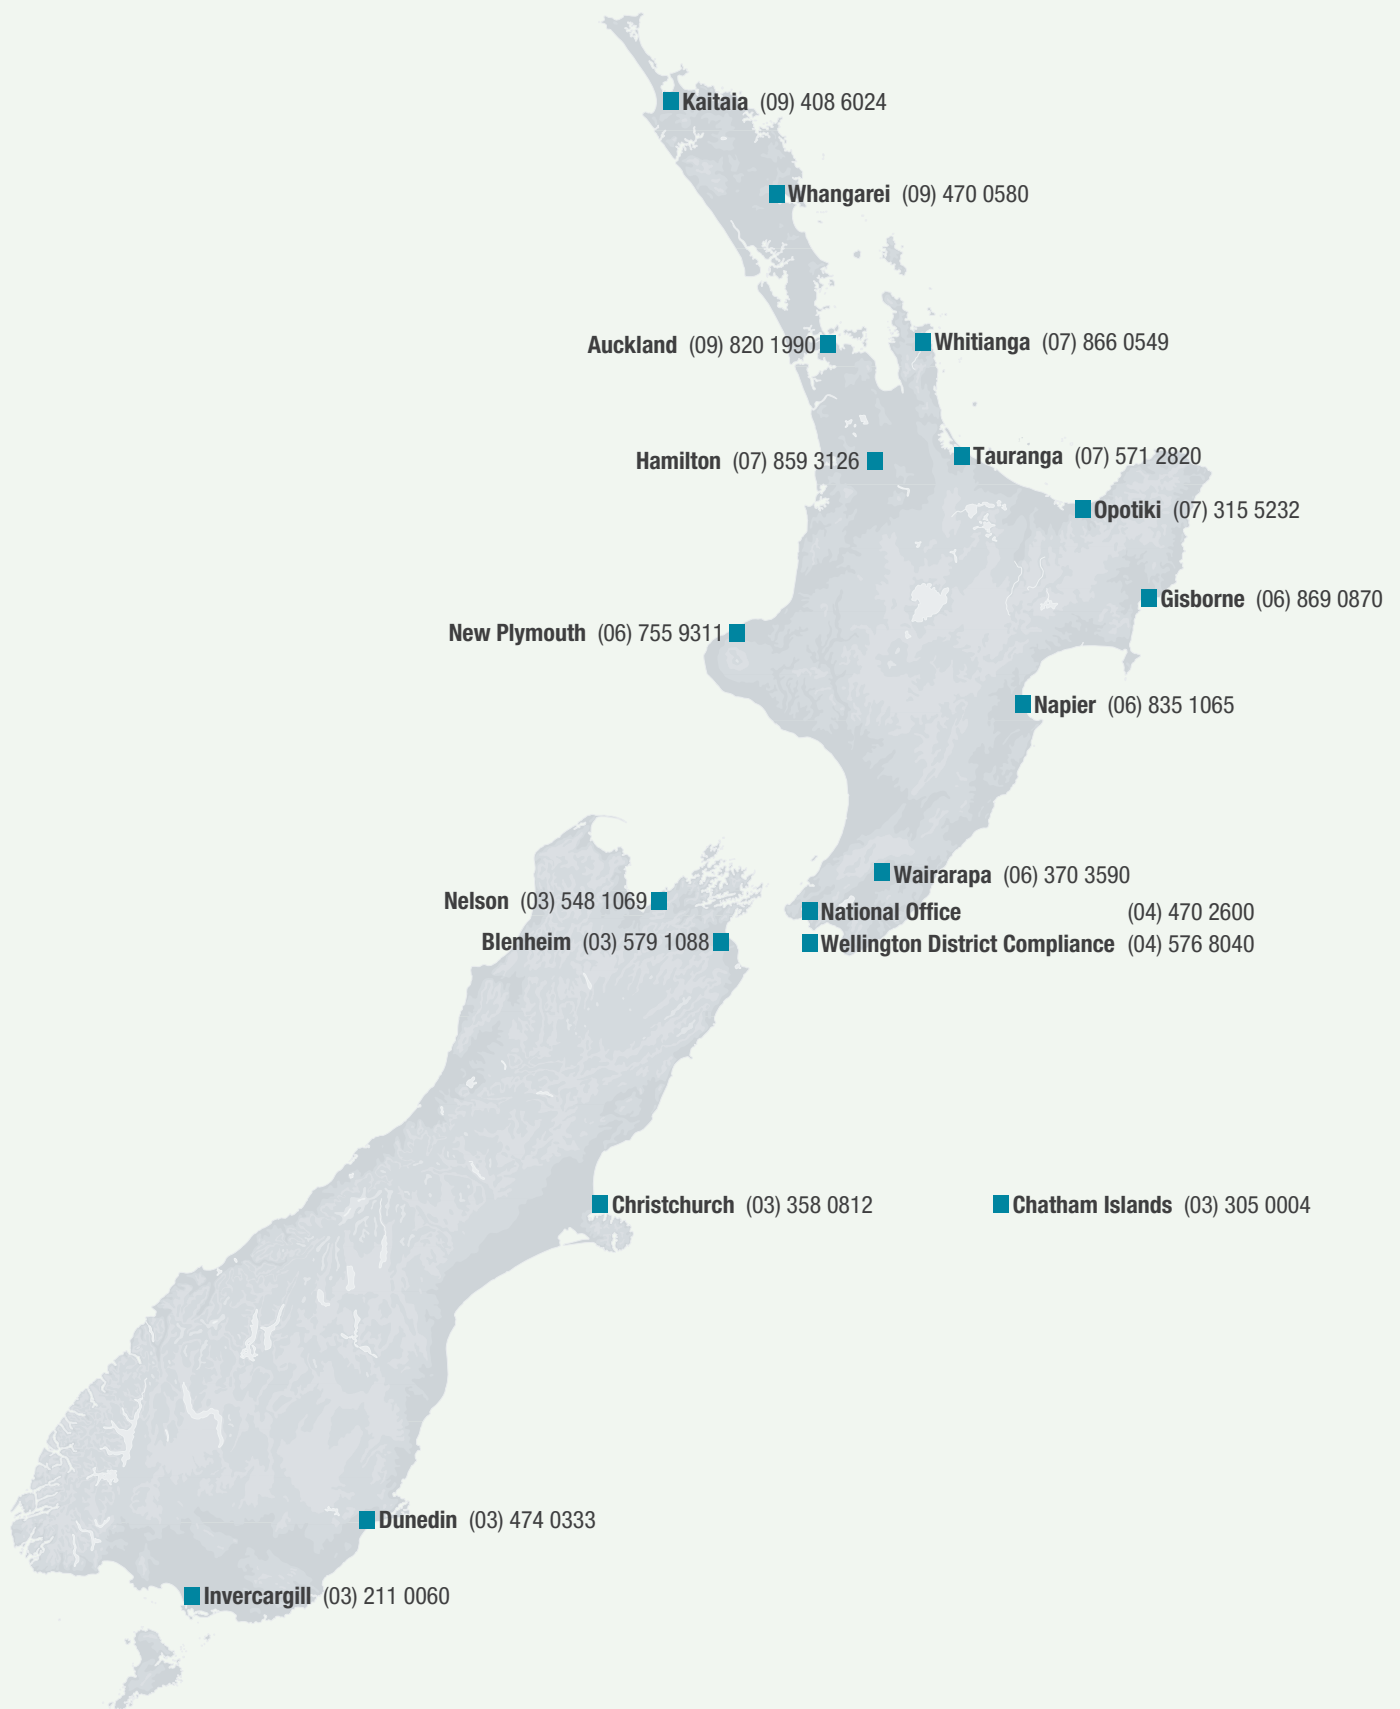 Kaitaia (09) 408 6024
Whangarei (09) 470 0580
Auckland (09) 820 1990
Whitianga (07) 866 0549
Hamilton (07) 859 3126
Tauranga (07) 571 2820
Opotiki (07) 315 5232
Gisborne (06) 869 0870
New Plymouth (06) 755 9311
Napier (06) 835 1065
Wairarapa (06) 370 3590
Nelson (03) 548 1069
National Office (04) 470 2600
Blenheim (03) 579 1088
Wellington District Compliance (04) 576 8040
Christchurch (03) 358 0812
Chatham Islands (03) 305 0004
Dunedin (03) 474 0333
Invercargill (03) 211 0060